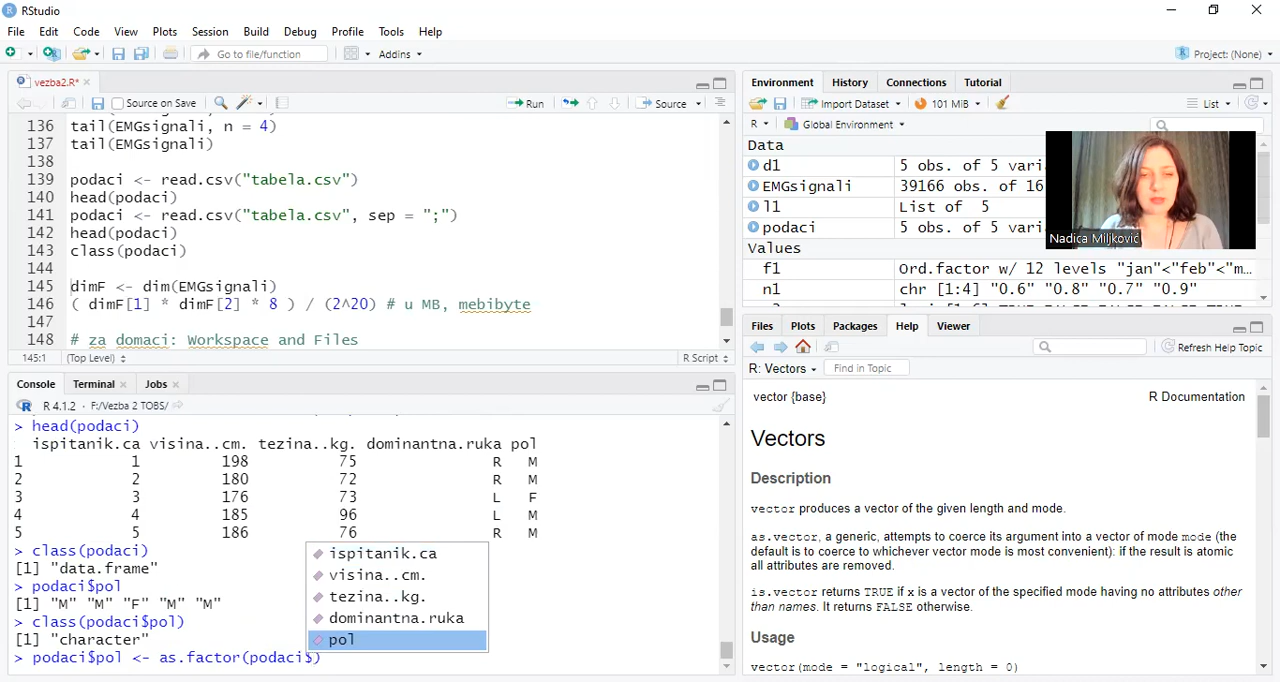 RStudio
File Edit Code View Plots Session Build Debug Profile Tools Help
Go to file/function Addins Project: (None)
vezba2.R*
Source on Save Run Source
136 tail(EMGsignali, n = 4)
137 tail(EMGsignali)
138
139 podaci <- read.csv("tabela.csv")
140 head(podaci)
141 podaci <- read.csv("tabela.csv", sep = ";")
142 head(podaci)
143 class(podaci)
144
145 dimF <- dim(EMGsignali)
146 ( dimF[1] * dimF[2] * 8 ) / (2^20) # u MB, mebibyte
147
148 # za domaci: Workspace and Files
145:1 (Top Level) R Script
Console Terminal Jobs
R 4.1.2 · F:/Vezba 2 TOBS/
> head(podaci)
ispitanik.ca visina..cm. tezina..kg. dominantna.ruka pol
1 1 198 75 R M
2 2 180 72 R M
3 3 176 73 L F
4 4 185 96 L M
5 5 186 76 R M
> class(podaci)
[1] "data.frame"
> podaci$pol
[1] "M" "M" "F" "M" "M"
> class(podaci$pol)
[1] "character"
> podaci$pol <- as.factor(podaci$)
ispitanik.ca
visina..cm.
tezina..kg.
dominantna.ruka
pol
Environment History Connections Tutorial
Import Dataset 101 MiB List
R Global Environment
Data
d1 5 obs. of 5 varia
EMGsignali 39166 obs. of 16
l1 List of 5
podaci 5 obs. of 5 varia
Values
f1 Ord.factor w/ 12 levels "jan"<"feb"<"m…
n1 chr [1:4] "0.6" "0.8" "0.7" "0.9"
Nadica Miljković
Files Plots Packages Help Viewer
Refresh Help Topic
R: Vectors Find in Topic
vector {base} R Documentation
Vectors
Description
vector produces a vector of the given length and mode.
as.vector, a generic, attempts to coerce its argument into a vector of mode mode (the
default is to coerce to whichever vector mode is most convenient): if the result is atomic
all attributes are removed.
is.vector returns TRUE if x is a vector of the specified mode having no attributes other
than names. It returns FALSE otherwise.
Usage
vector(mode = "logical", length = 0)